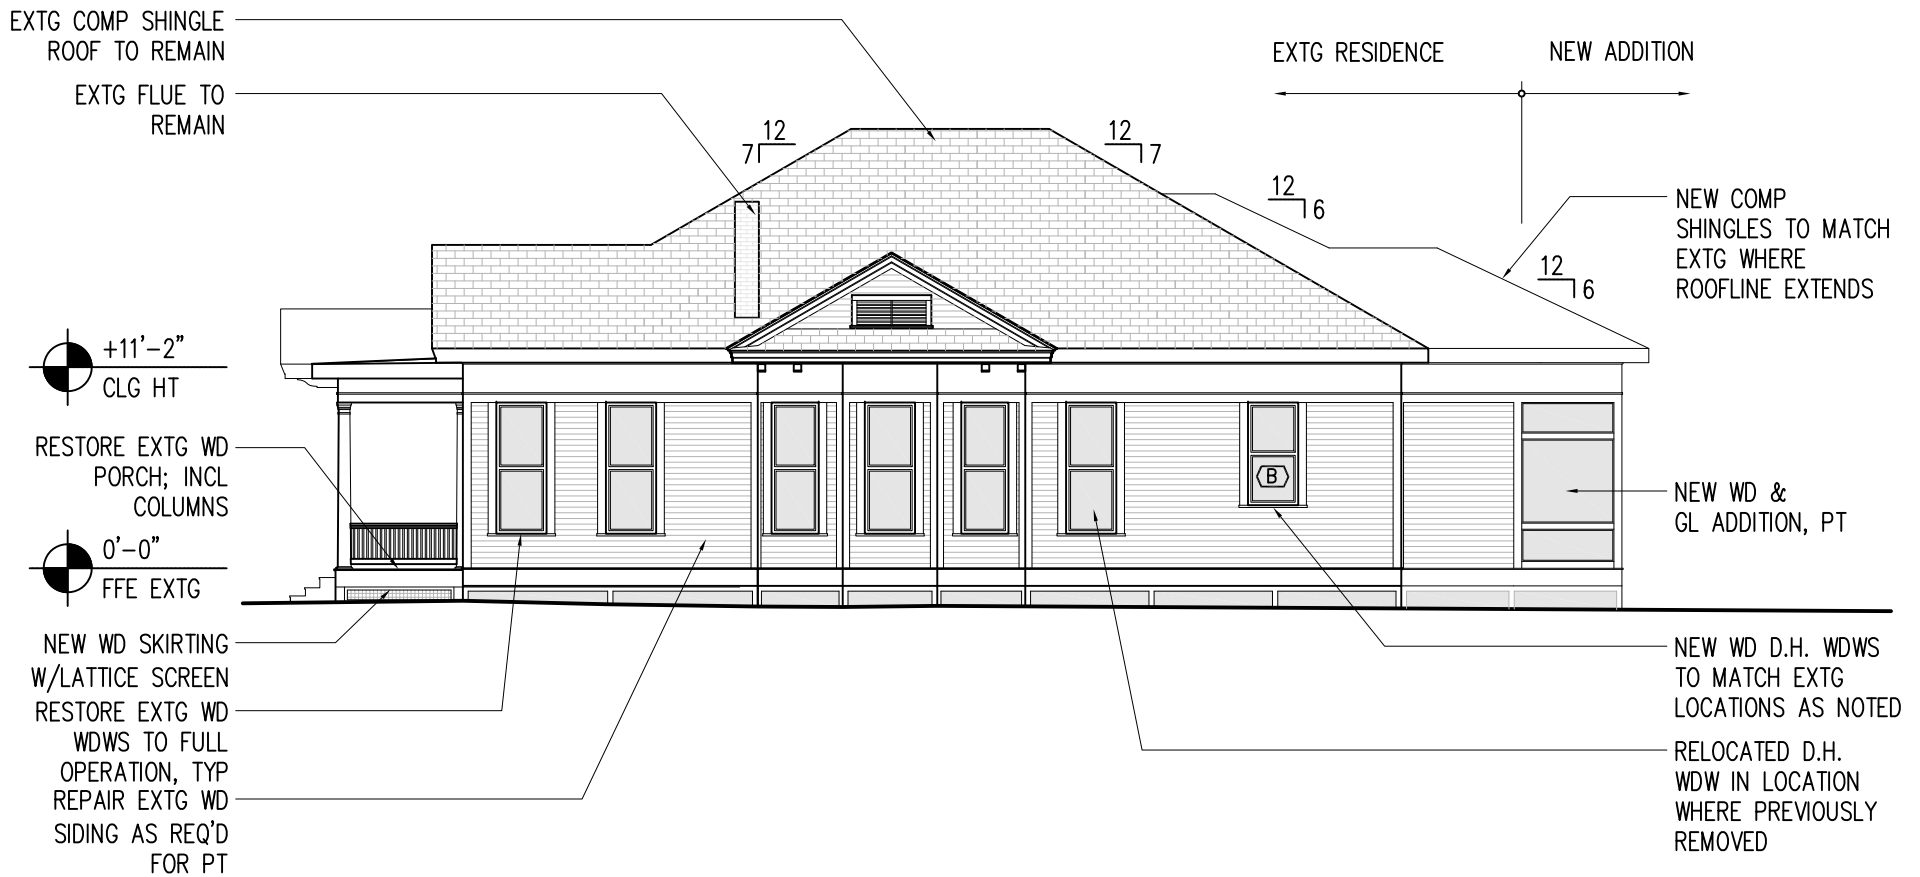 EXTG COMP SHINGLE
ROOF TO REMAIN
EXTG FLUE TO
REMAIN
EXTG RESIDENCE
NEW ADDITION
12
7
12
7
12
6
12
6
NEW COMP
SHINGLES TO MATCH
EXTG WHERE
ROOFLINE EXTENDS
+11'-2"
CLG HT
RESTORE EXTG WD
PORCH; INCL
COLUMNS
B
NEW WD &
GL ADDITION, PT
0'-0"
FFE EXTG
NEW WD SKIRTING
W/LATTICE SCREEN
RESTORE EXTG WD
WDWS TO FULL
OPERATION, TYP
REPAIR EXTG WD
SIDING AS REQ'D
FOR PT
NEW WD D.H. WDWS
TO MATCH EXTG
LOCATIONS AS NOTED
RELOCATED D.H.
WDW IN LOCATION
WHERE PREVIOUSLY
REMOVED